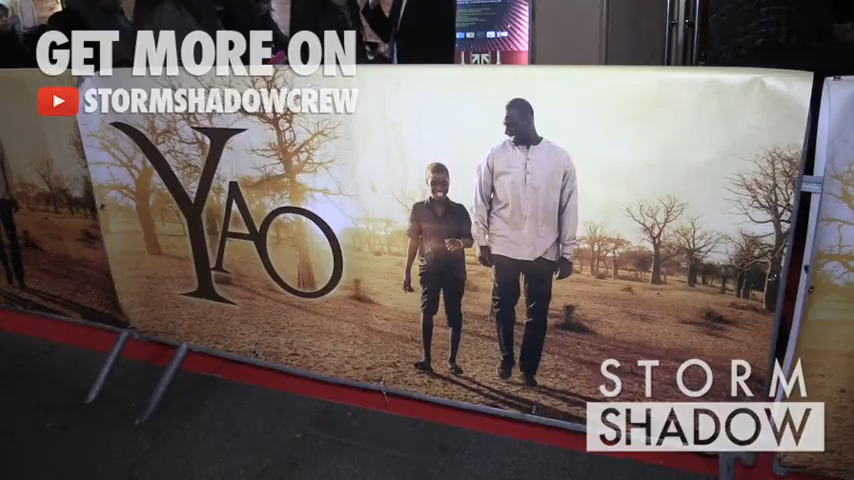 GET MORE ON
STORMSHADOWCREW
YAO
STORM
SHADOW